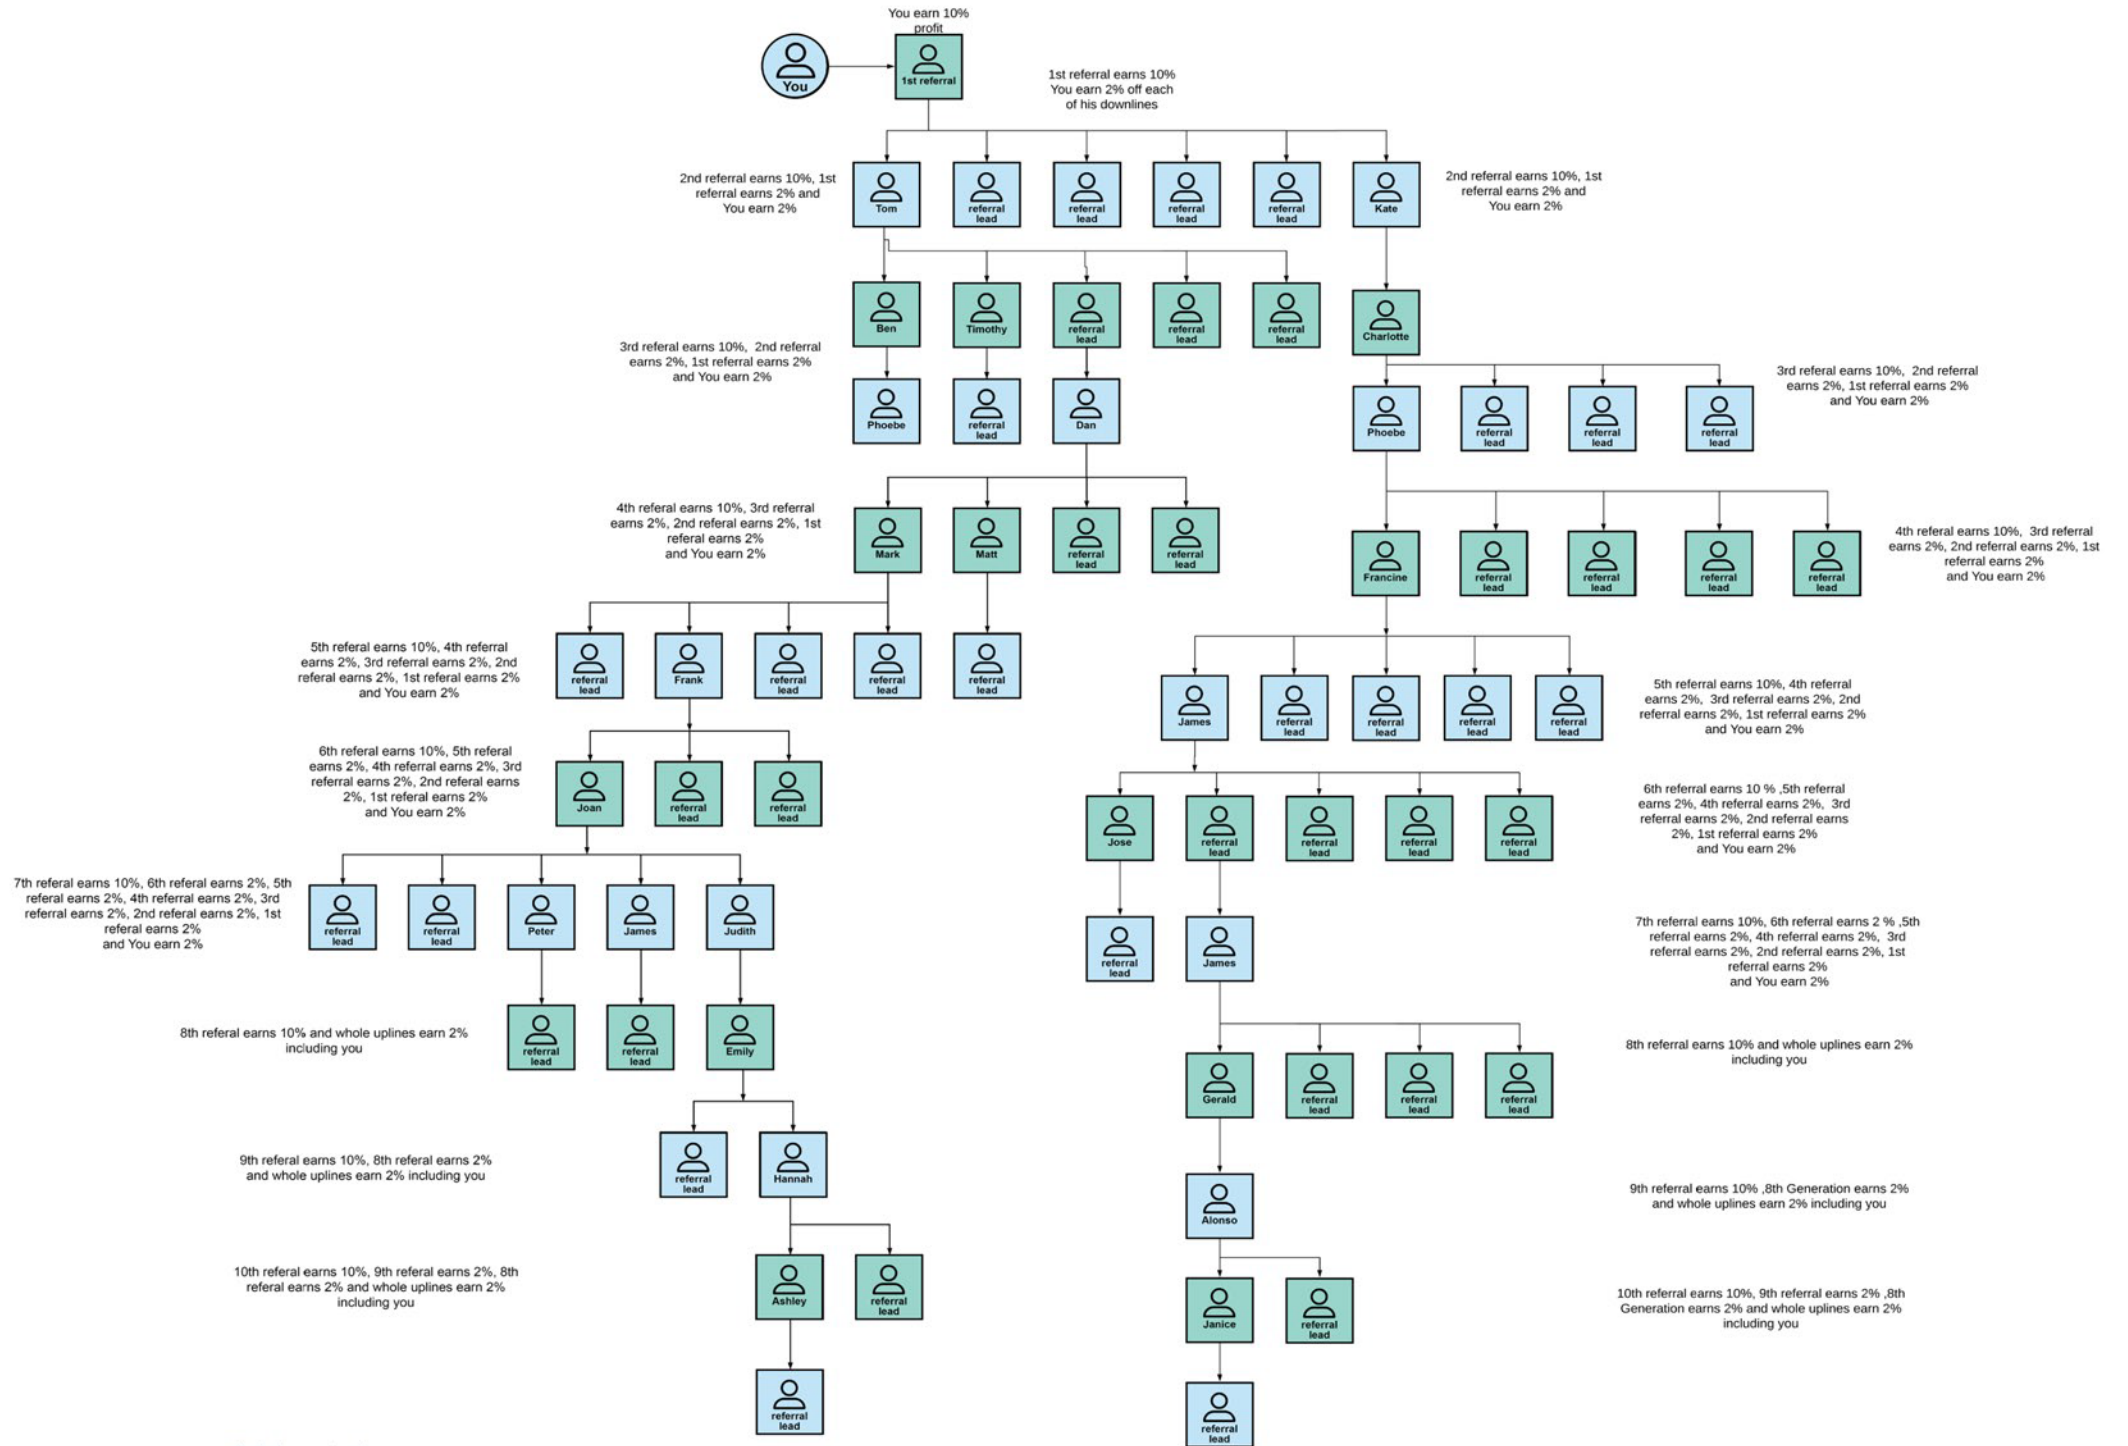 You earn 10%
profit
You
1st referral
1st referral earns 10%
You earn 2% off each
of his downlines
2nd referral earns 10%, 1st
referral earns 2% and
You earn 2%
Tom
referral
lead
referral
lead
referral
lead
referral
lead
Kate
2nd referral earns 10%, 1st
referral earns 2% and
You earn 2%
Ben
Timothy
referral
lead
referral
lead
referral
lead
Charlotte
3rd referal earns 10%,  2nd referral
earns 2%, 1st referral earns 2%
and You earn 2%
Phoebe
referral
lead
Dan
Phoebe
referral
lead
referral
lead
referral
lead
3rd referal earns 10%,  2nd referral
earns 2%, 1st referral earns 2%
and You earn 2%
4th referal earns 10%, 3rd referral
earns 2%, 2nd referal earns 2%, 1st
referal earns 2%
and You earn 2%
Mark
Matt
referral
lead
referral
lead
Francine
referral
lead
referral
lead
referral
lead
referral
lead
4th referal earns 10%,  3rd referral
earns 2%, 2nd referral earns 2%, 1st
referral earns 2%
and You earn 2%
5th referal earns 10%, 4th referral
earns 2%, 3rd referral earns 2%, 2nd
referal earns 2%, 1st referal earns 2%
and You earn 2%
referral
lead
Frank
referral
lead
referral
lead
referral
lead
James
referral
lead
referral
lead
referral
lead
referral
lead
5th referral earns 10%, 4th referral
earns 2%,  3rd referral earns 2%, 2nd
referral earns 2%, 1st referral earns 2%
and You earn 2%
6th referal earns 10%, 5th referal
earns 2%, 4th referral earns 2%, 3rd
referral earns 2%, 2nd referal earns
2%, 1st referal earns 2%
and You earn 2%
Joan
referral
lead
referral
lead
Jose
referral
lead
referral
lead
referral
lead
referral
lead
6th referral earns 10 % ,5th referral
earns 2%, 4th referral earns 2%,  3rd
referral earns 2%, 2nd referral earns
2%, 1st referral earns 2%
and You earn 2%
7th referal earns 10%, 6th referal earns 2%, 5th
referal earns 2%, 4th referral earns 2%, 3rd
referral earns 2%, 2nd referal earns 2%, 1st
referal earns 2%
and You earn 2%
referral
lead
referral
lead
Peter
James
Judith
referral
lead
James
7th referral earns 10%, 6th referral earns 2 % ,5th
referral earns 2%, 4th referral earns 2%,  3rd
referral earns 2%, 2nd referral earns 2%, 1st
referral earns 2%
and You earn 2%
8th referal earns 10% and whole uplines earn 2%
including you
referral
lead
referral
lead
Emily
Gerald
referral
lead
referral
lead
referral
lead
8th referral earns 10% and whole uplines earn 2%
including you
9th referal earns 10%, 8th referal earns 2%
and whole uplines earn 2% including you
referral
lead
Hannah
Alonso
9th referral earns 10% ,8th Generation earns 2%
and whole uplines earn 2% including you
10th referal earns 10%, 9th referal earns 2%, 8th
referal earns 2% and whole uplines earn 2%
including you
Ashley
referral
lead
Janice
referral
lead
10th referral earns 10%, 9th referral earns 2% ,8th
Generation earns 2% and whole uplines earn 2%
including you
referral
lead
referral
lead